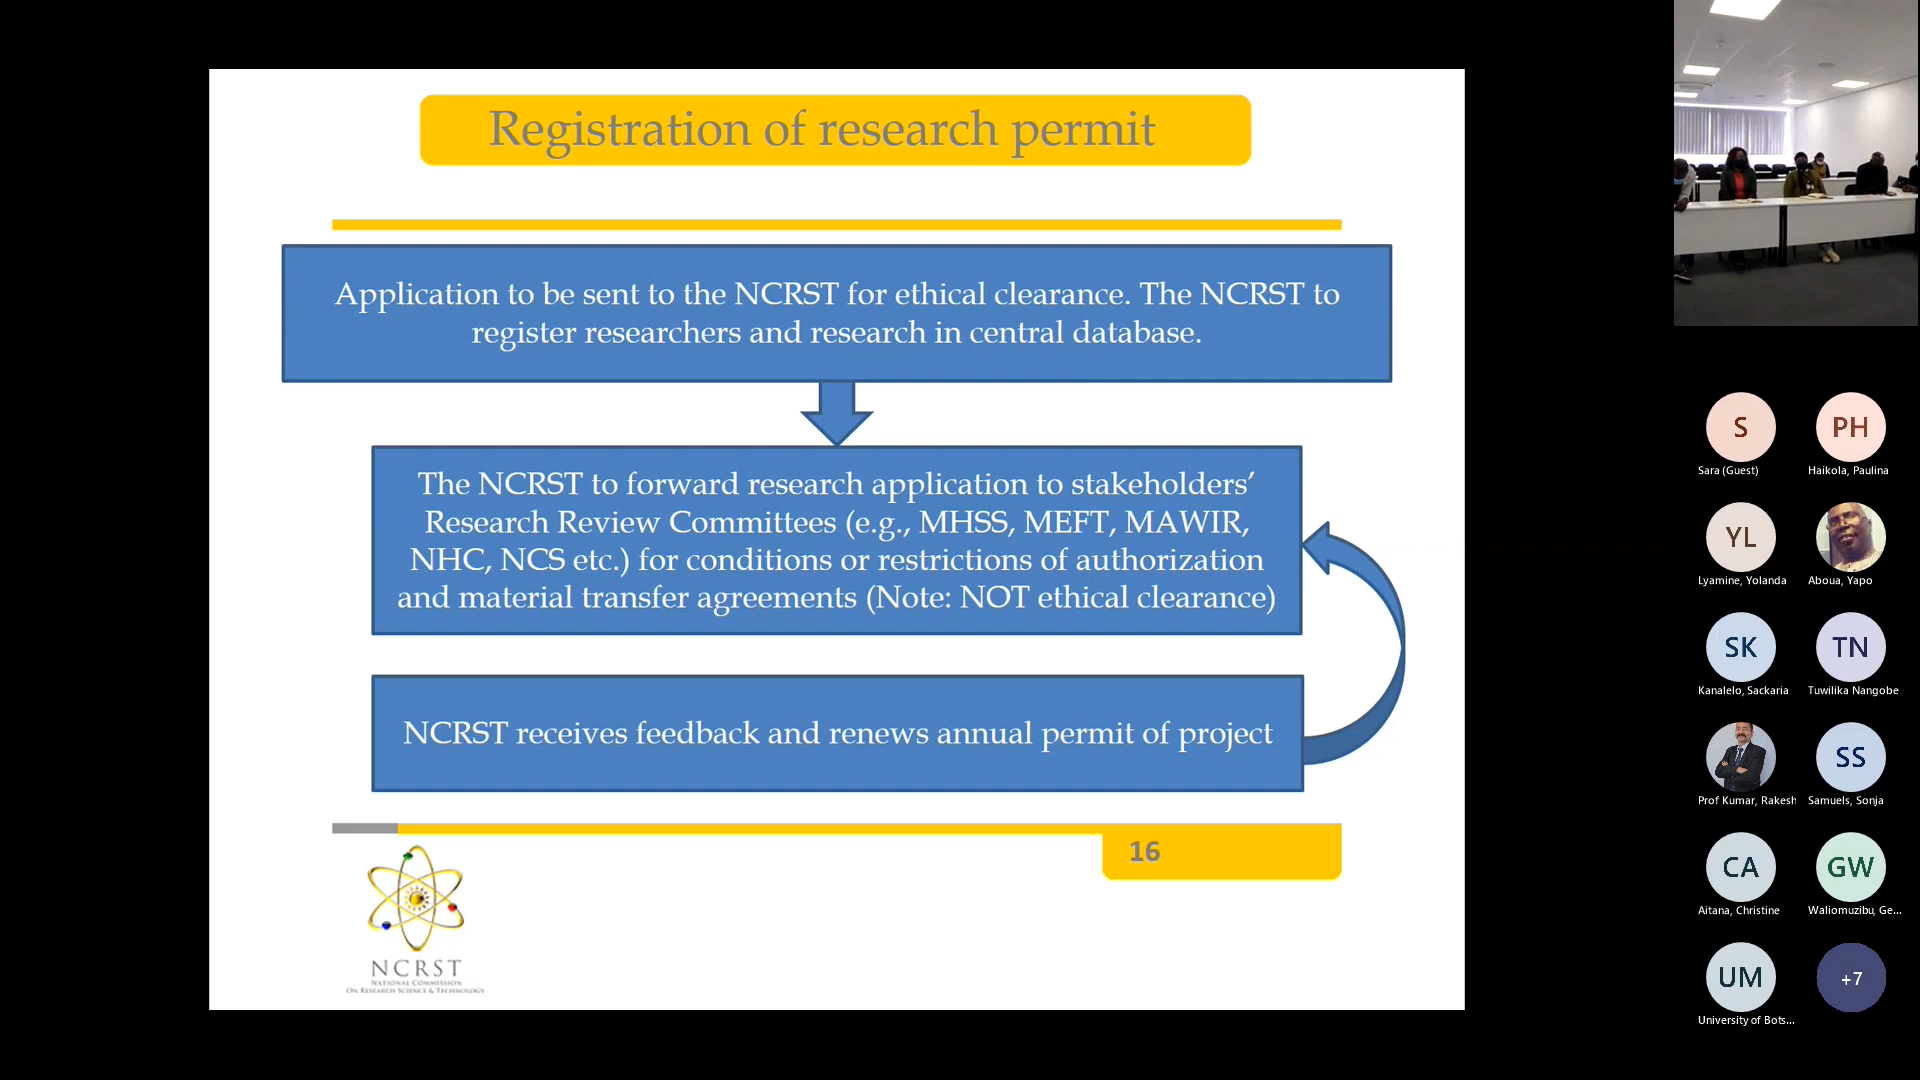 Registration of research permit
Application to be sent to the NCRST for ethical clearance. The NCRST to
register researchers and research in central database.
The NCRST to forward research application to stakeholders’
Research Review Committees (e.g., MHSS, MEFT, MAWIR,
NHC, NCS etc.) for conditions or restrictions of authorization
and material transfer agreements (Note: NOT ethical clearance)
NCRST receives feedback and renews annual permit of project
16
NCRST
NATIONAL COMMISSION
ON RESEARCH SCIENCE & TECHNOLOGY
S
Sara (Guest)
PH
Haikola, Paulina
YL
Lyamine, Yolanda
Aboua, Yapo
SK
Kanalelo, Sackaria
TN
Tuwilika Nangobe
Prof Kumar, Rakesh
SS
Samuels, Sonja
CA
Aitana, Christine
GW
Waliomuzibu, Ge...
UM
University of Bots...
+7